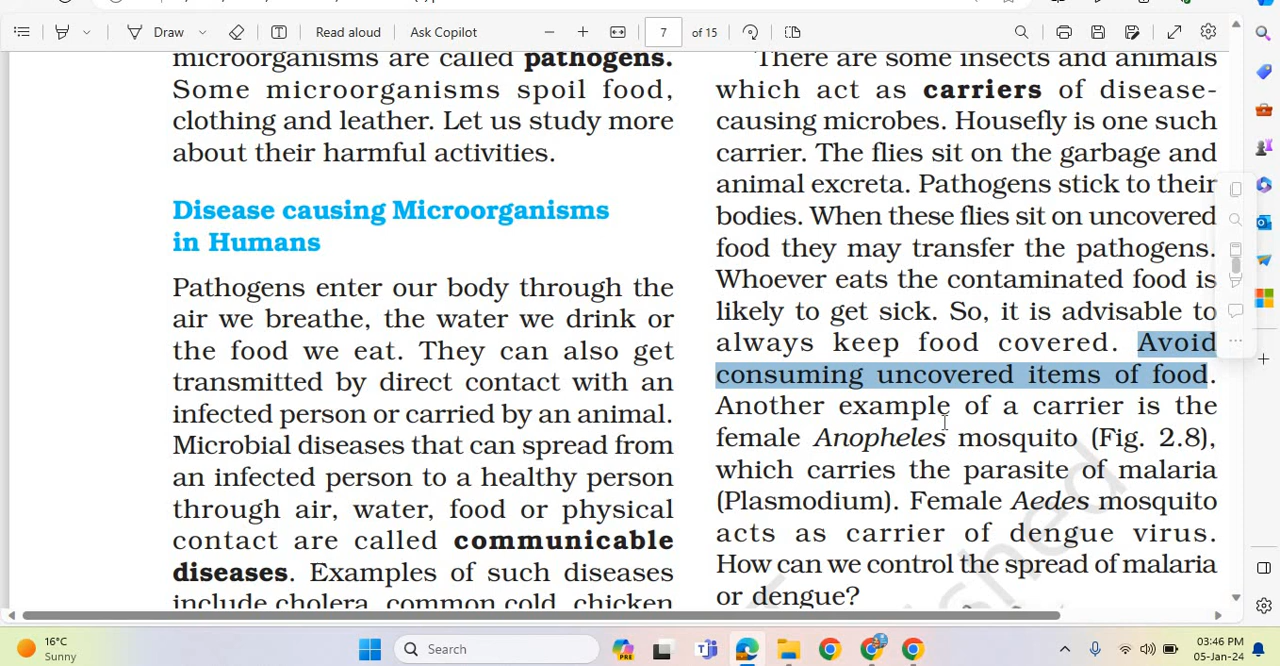 Draw
Read aloud
Ask Copilot
7
of 15
microorganisms are called pathogens.
Some microorganisms spoil food,
clothing and leather. Let us study more
about their harmful activities.
Disease causing Microorganisms
in Humans
Pathogens enter our body through the
air we breathe, the water we drink or
the food we eat. They can also get
transmitted by direct contact with an
infected person or carried by an animal.
Microbial diseases that can spread from
an infected person to a healthy person
through air, water, food or physical
contact are called communicable
diseases. Examples of such diseases
include cholera, common cold, chicken
There are some insects and animals
which act as carriers of disease-
causing microbes. Housefly is one such
carrier. The flies sit on the garbage and
animal excreta. Pathogens stick to their
bodies. When these flies sit on uncovered
food they may transfer the pathogens.
Whoever eats the contaminated food is
likely to get sick. So, it is advisable to
always keep food covered. Avoid
consuming uncovered items of food.
Another example of a carrier is the
female Anopheles mosquito (Fig. 2.8),
which carries the parasite of malaria
(Plasmodium). Female Aedes mosquito
acts as carrier of dengue virus.
How can we control the spread of malaria
or dengue?
16°C
Sunny
Search
PRE
03:46 PM
05-Jan-24